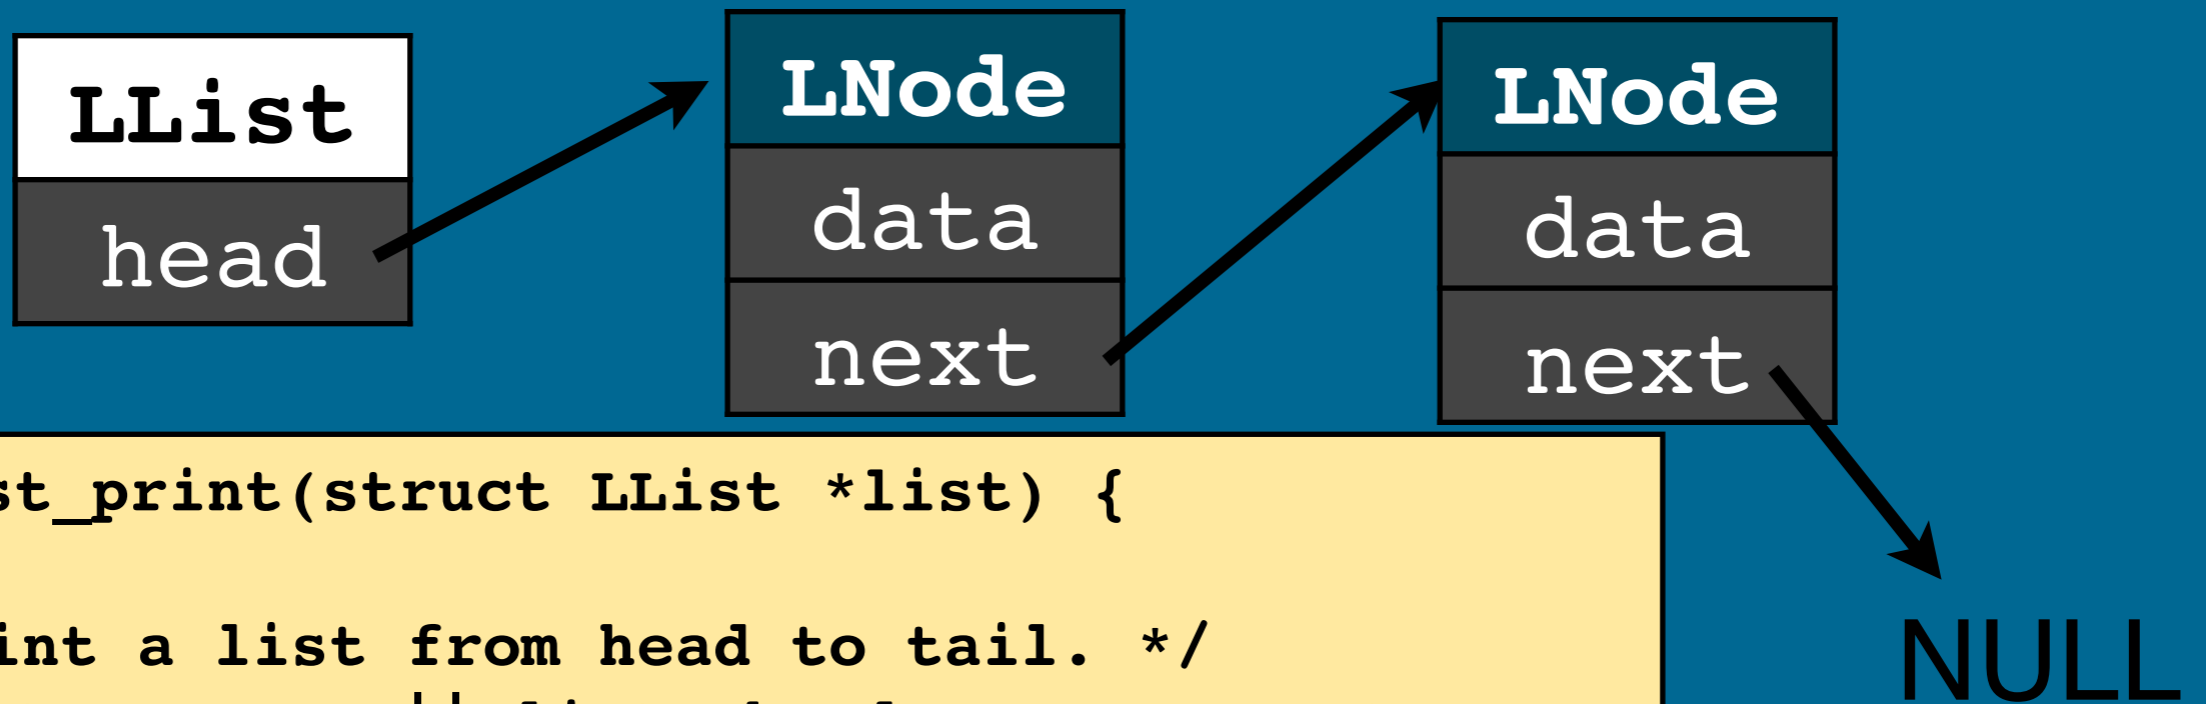 LList
head
LNode
data
next
LNode
data
next
NULL
st_print(struct LList *list) {
int a list from head to tail. */